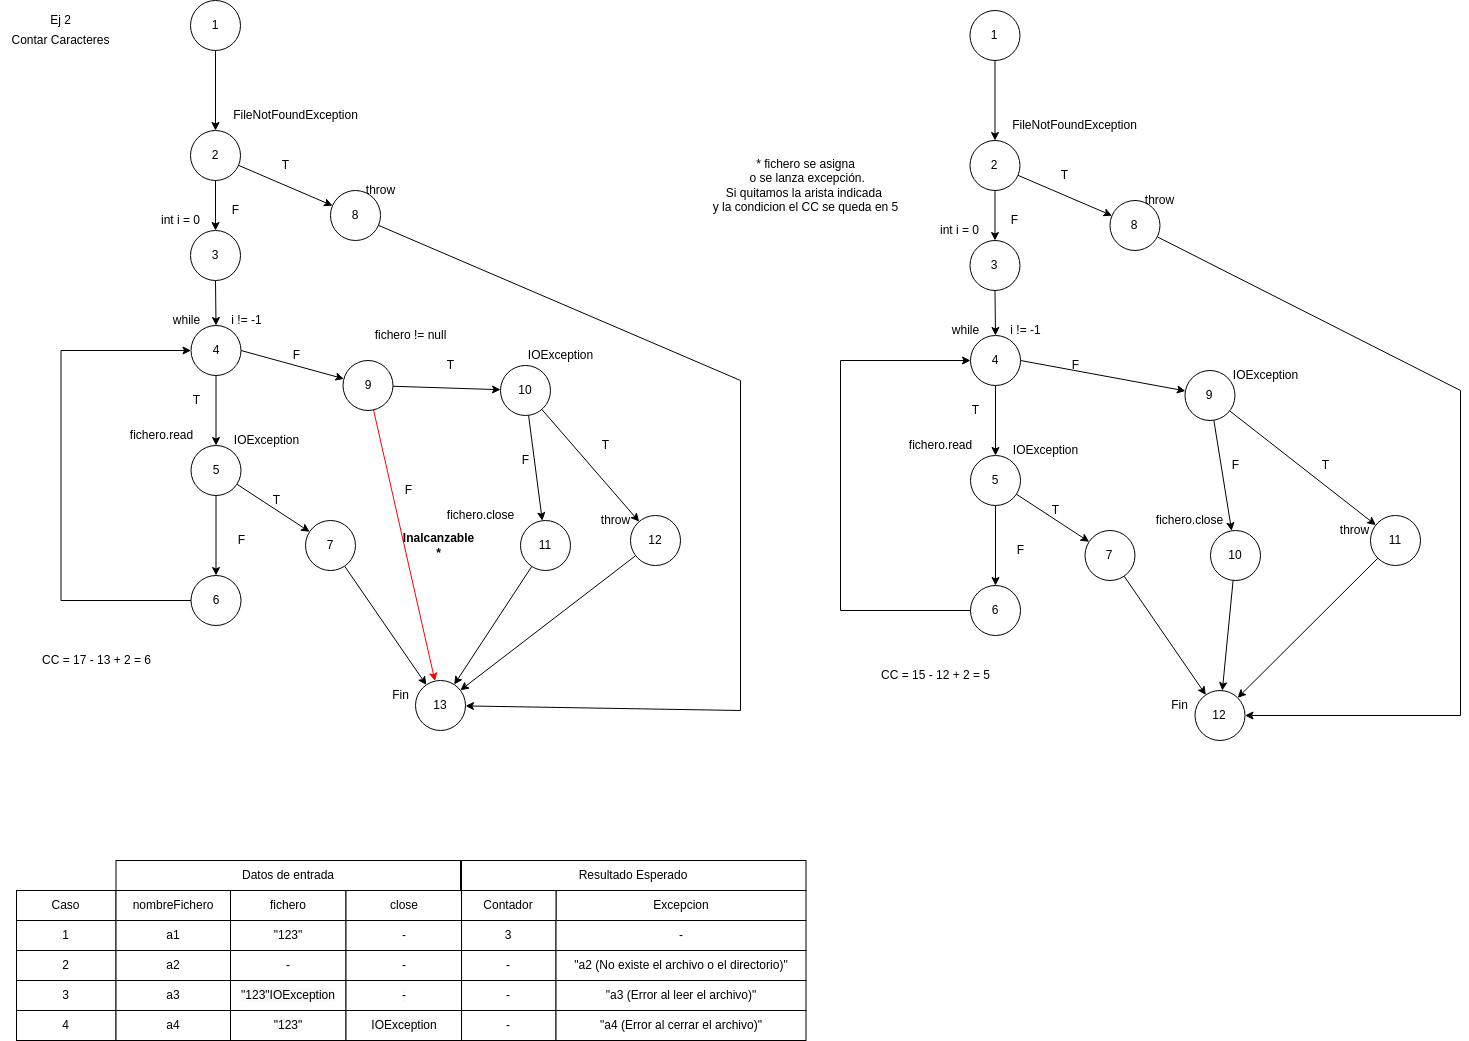 Ej 2
Contar Caracteres
1
FileNotFoundException
2
T
throw
8
F
int i = 0
3
while
i != -1
4
F
fichero != null
9
T
IOException
10
T
fichero.read
IOException
5
T
7
F
6
F
Inalcanzable
*
F
fichero.close
11
T
throw
12
CC = 17 - 13 + 2 = 6
Fin
13
* fichero se asigna
o se lanza excepción.
Si quitamos la arista indicada
y la condicion el CC se queda en 5
1
FileNotFoundException
2
T
throw
8
F
int i = 0
3
while
i != -1
4
F
IOException
9
T
fichero.read
IOException
5
T
7
F
6
F
fichero.close
10
T
throw
11
CC = 15 - 12 + 2 = 5
Fin
12
Datos de entrada Resultado Esperado
Caso nombreFichero fichero close Contador Excepcion
1 a1 "123" - 3 -
2 a2 - - - "a2 (No existe el archivo o el directorio)"
3 a3 "123"IOException - - "a3 (Error al leer el archivo)"
4 a4 "123" IOException - "a4 (Error al cerrar el archivo)"